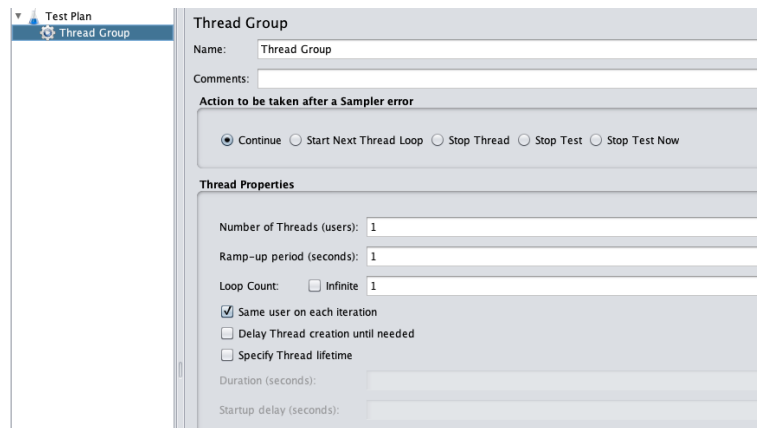 Test Plan
Thread Group
Thread Group
Name: Thread Group
Comments:
Action to be taken after a Sampler error
Continue Start Next Thread Loop Stop Thread Stop Test Stop Test Now
Thread Properties
Number of Threads (users): 1
Ramp-up period (seconds): 1
Loop Count: Infinite 1
Same user on each iteration
Delay Thread creation until needed
Specify Thread lifetime
Duration (seconds):
Startup delay (seconds):